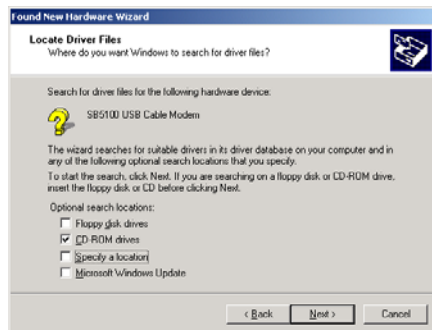 Found New Hardware Wizard
Locate Driver Files
Where do you want Windows to search for driver files?
Search for driver files for the following hardware device:
SB5100 USB Cable Modem
The wizard searches for suitable drivers in its driver database on your computer and in
any of the following optional search locations that you specify.
To start the search, click Next. If you are searching on a floppy disk or CD-ROM drive,
insert the floppy disk or CD before clicking Next.
Optional search locations:
Floppy disk drives
CD-ROM drives
Specify a location
Microsoft Windows Update
< Back Next > Cancel